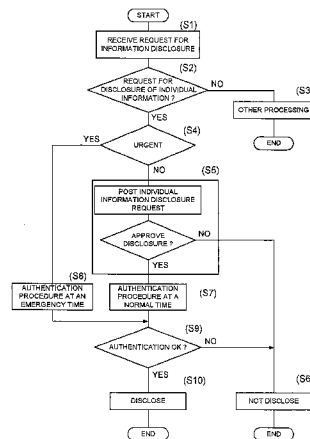 START
(S1)
RECEIVE REQUEST FOR
INFORMATION DISCLOSURE
(S2)
REQUEST FOR
DISCLOSURE OF INDIVIDUAL
INFORMATION ?
NO
(S3
OTHER PROCESSING
END
YES
(S4)
URGENT
YES
NO
(S5)
POST INDIVIDUAL
INFORMATION DISCLOSURE
REQUEST
APPROVE
DISCLOSURE ?
NO
YES
(S6)
AUTHENTICATION
PROCEDURE AT AN
EMERGENCY TIME
(S7)
AUTHENTICATION
PROCEDURE AT A
NORMAL TIME
(S9)
AUTHENTICATION OK ?
NO
YES
(S10)
DISCLOSE
END
(S6
NOT DISCLOSE
END